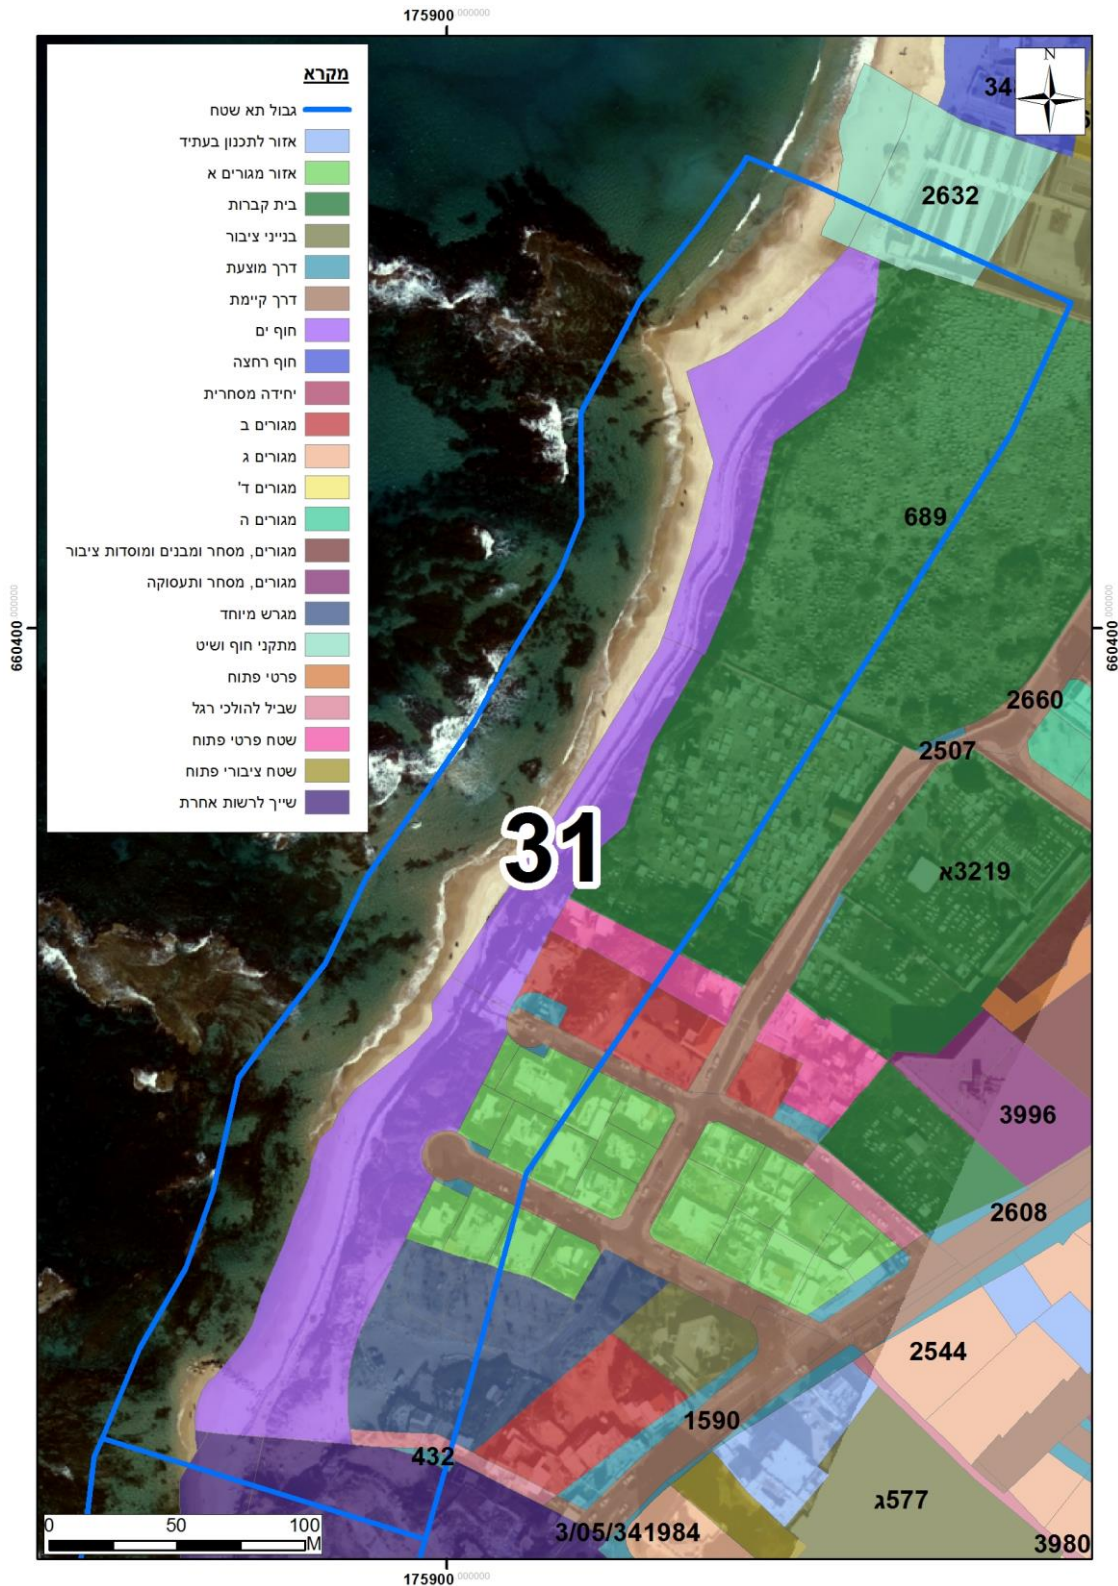 175900.000000
N
מקרא
גבול תא שטח
אזור לתכנון בעתיד
אזור מגורים א
בית קברות
בנייני ציבור
דרך מוצעת
דרך קיימת
חוף ים
חוף רחצה
יחידה מסחרית
מגורים ב
מגורים ג
מגורים ד'
מגורים ה
מגורים, מסחר ומבנים ומוסדות ציבור
מגורים, מסחר ותעסוקה
מגרש מיוחד
מתקני חוף ושיט
פרטי פתוח
שביל להולכי רגל
שטח פרטי פתוח
שטח ציבורי פתוח
שייך לרשות אחרת
2632
689
660400.000000
660400.000000
2660
2507
31
3219א
3996
2608
2544
1590
432
577ג
3/05/341984
3980
0 50 100
M
175900.000000